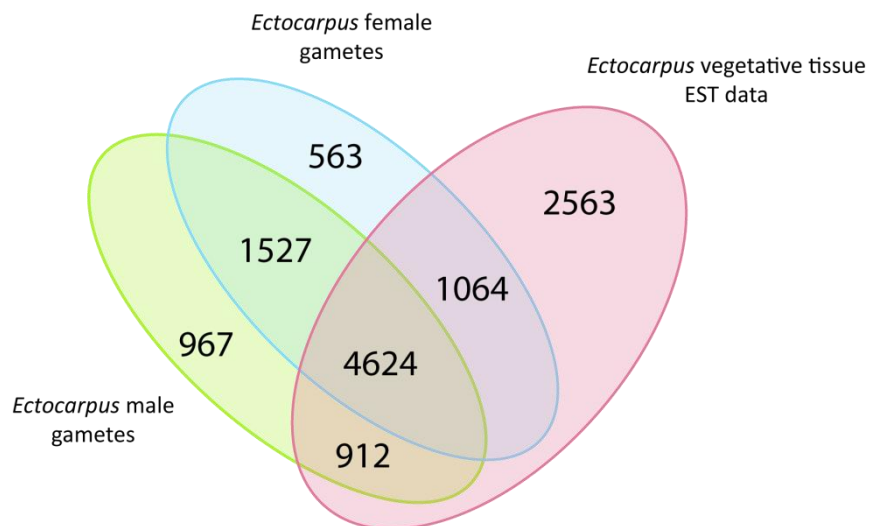 Ectocarpus female
gametes
Ectocarpus vegetative tissue
EST data
563
2563
1527
1064
967
4624
Ectocarpus male
gametes
912